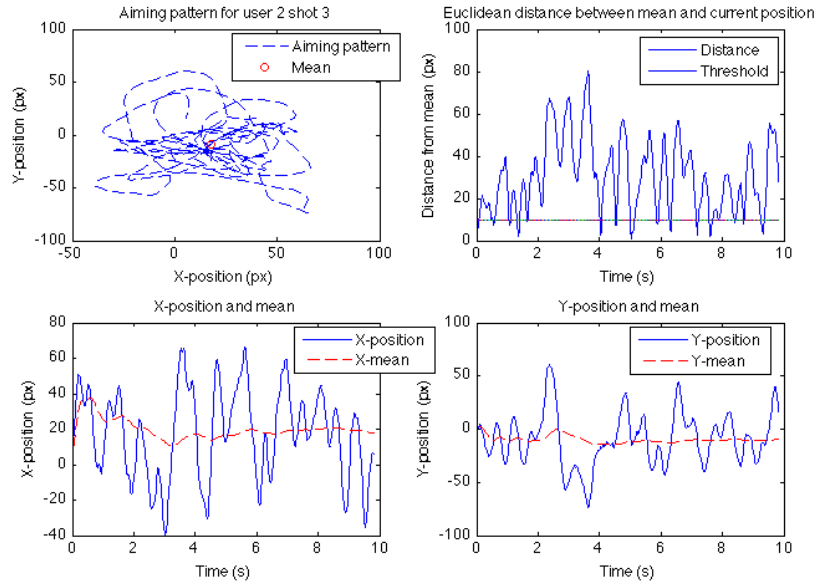 Aiming pattern for user 2 shot 3
100
50
0
-50
-100
Y-position (px)
-50
0
50
100
X-position (px)
Aiming pattern
Mean
Euclidean distance between mean and current position
100
80
60
40
20
0
Distance from mean (px)
0
2
4
6
8
10
Time (s)
Distance
Threshold
X-position and mean
80
60
40
20
0
-20
-40
X-position (px)
0
2
4
6
8
10
Time (s)
X-position
X-mean
Y-position and mean
100
50
0
-50
-100
Y-position (px)
0
2
4
6
8
10
Time (s)
Y-position
Y-mean